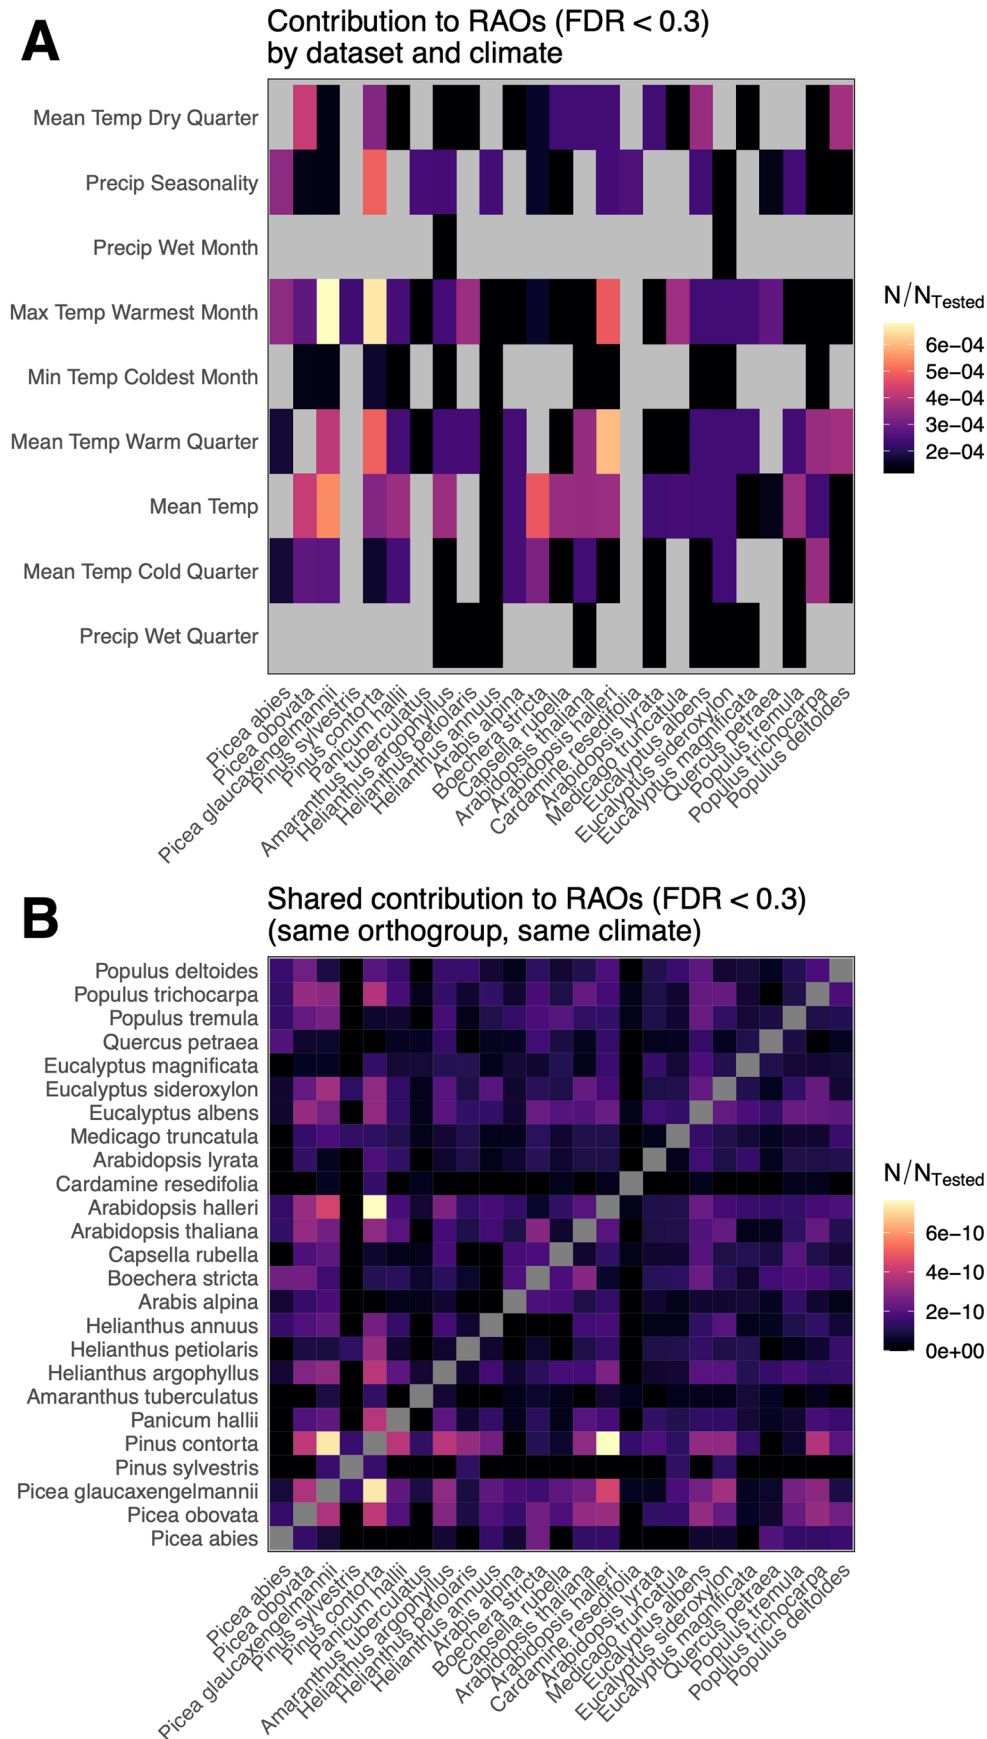 A
Contribution to RAOs (FDR < 0.3)
by dataset and climate
Mean Temp Dry Quarter
Precip Seasonality
Precip Wet Month
Max Temp Warmest Month
Min Temp Coldest Month
Mean Temp Warm Quarter
Mean Temp
Mean Temp Cold Quarter
Precip Wet Quarter
N/NTested
6e−04
5e−04
4e−04
3e−04
2e−04
Picea abies
Picea obovata
Picea glaucaxengelmannii
Pinus sylvestris
Pinus contorta
Panicum hallii
Amaranthus tuberculatus
Helianthus argophyllus
Helianthus petiolaris
Helianthus annuus
Arabis alpina
Boechera stricta
Capsella rubella
Arabidopsis thaliana
Arabidopsis halleri
Cardamine resedifolia
Arabidopsis lyrata
Medicago truncatula
Eucalyptus albens
Eucalyptus sideroxylon
Eucalyptus magnificata
Quercus petraea
Populus tremula
Populus trichocarpa
Populus deltoides
B
Shared contribution to RAOs (FDR < 0.3)
(same orthogroup, same climate)
Populus deltoides
Populus trichocarpa
Populus tremula
Quercus petraea
Eucalyptus magnificata
Eucalyptus sideroxylon
Eucalyptus albens
Medicago truncatula
Arabidopsis lyrata
Cardamine resedifolia
Arabidopsis halleri
Arabidopsis thaliana
Capsella rubella
Boechera stricta
Arabis alpina
Helianthus annuus
Helianthus petiolaris
Helianthus argophyllus
Amaranthus tuberculatus
Panicum hallii
Pinus contorta
Pinus sylvestris
Picea glaucaxengelmannii
Picea obovata
Picea abies
N/NTested
6e−10
4e−10
2e−10
0e+00
Picea abies
Picea obovata
Picea glaucaxengelmannii
Pinus sylvestris
Pinus contorta
Panicum hallii
Amaranthus tuberculatus
Helianthus argophyllus
Helianthus petiolaris
Helianthus annuus
Arabis alpina
Boechera stricta
Capsella rubella
Arabidopsis thaliana
Arabidopsis halleri
Cardamine resedifolia
Arabidopsis lyrata
Medicago truncatula
Eucalyptus albens
Eucalyptus sideroxylon
Eucalyptus magnificata
Quercus petraea
Populus tremula
Populus trichocarpa
Populus deltoides